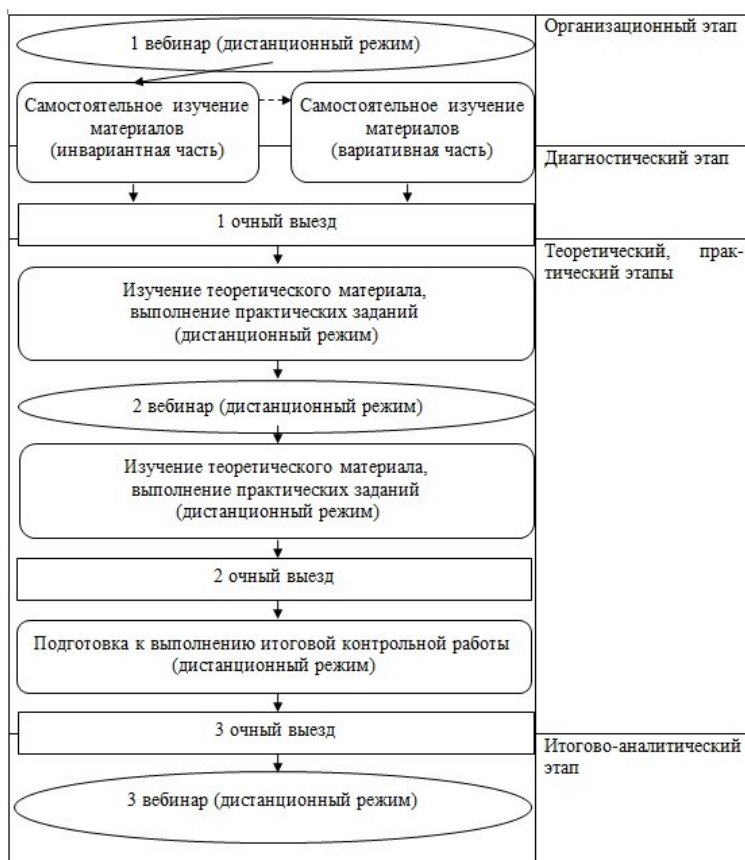 1 вебинар (дистанционный режим)
Организационный этап
Самостоятельное изучение
материалов
(инвариантная часть)
Самостоятельное изучение
материалов
(вариативная часть)
Диагностический этап
1 очный выезд
Теоретический, прак-
тический этапы
Изучение теоретического материала,
выполнение практических заданий
(дистанционный режим)
2 вебинар (дистанционный режим)
Изучение теоретического материала,
выполнение практических заданий
(дистанционный режим)
2 очный выезд
Подготовка к выполнению итоговой контрольной работы
(дистанционный режим)
3 очный выезд
Итогово-аналитический
этап
3 вебинар (дистанционный режим)